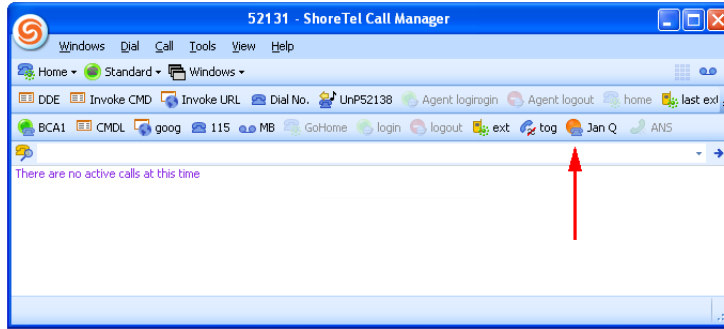 52131 - ShoreTel Call Manager
Windows Dial Call Tools View Help
Home Standard Windows
DDE Invoke CMD Invoke URL Dial No. UnP52138 Agent loginogin Agent logout home last ext
BCA1 CMDL goog 115 MB GoHome login logout ext tog Jan Q ANS
There are no active calls at this time